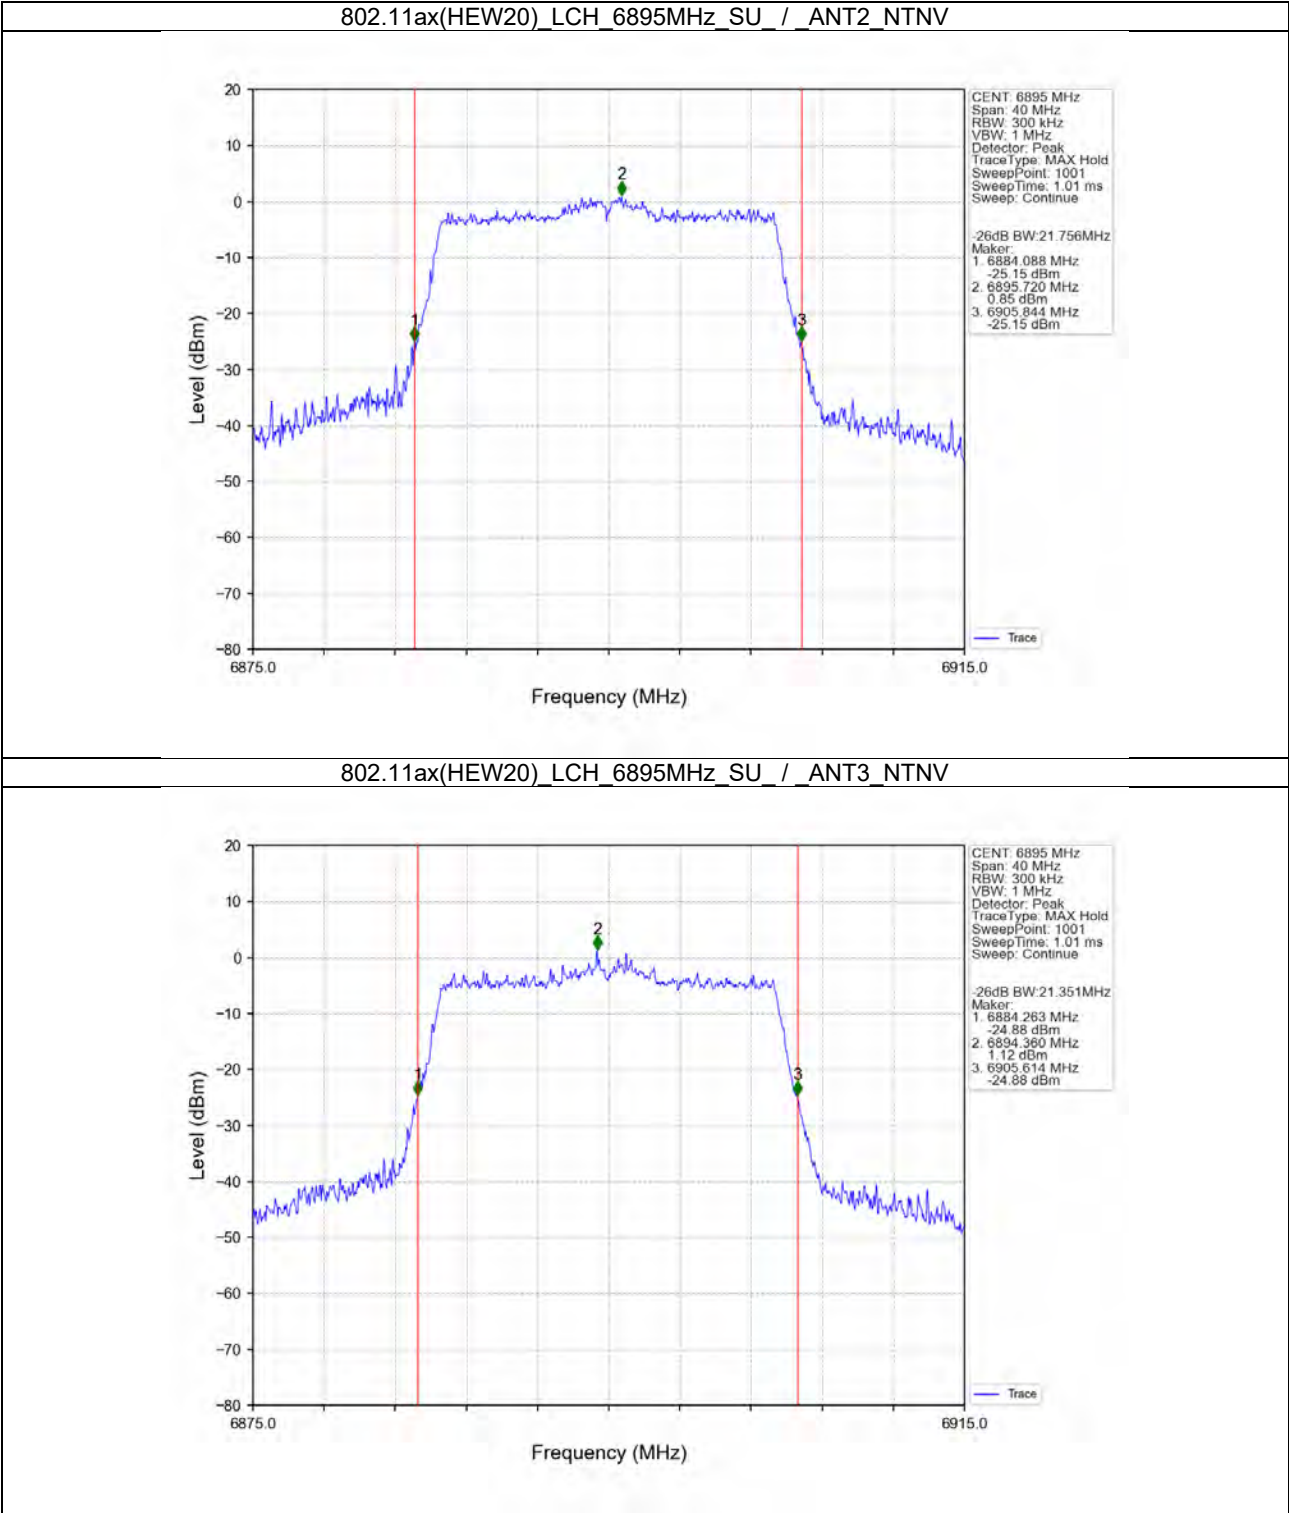 802.11ax(HEW20)_LCH_6895MHz_SU_ / _ANT2_NTNV
20
10
0
−10
−20
−30
−40
−50
−60
−70
−80
Level (dBm)
6875.0
6915.0
Frequency (MHz)
1
2
3
CENT: 6895 MHz
Span: 40 MHz
RBW: 300 kHz
VBW: 1 MHz
Detector: Peak
TraceType: MAX Hold
SweepPoint: 1001
SweepTime: 1.01 ms
Sweep: Continue
-26dB BW:21.756MHz
Maker:
1. 6884.088 MHz
-25.15 dBm
2. 6895.720 MHz
0.85 dBm
3. 6905.844 MHz
-25.15 dBm
Trace
802.11ax(HEW20)_LCH_6895MHz_SU_ / _ANT3_NTNV
20
10
0
−10
−20
−30
−40
−50
−60
−70
−80
Level (dBm)
6875.0
6915.0
Frequency (MHz)
1
2
3
CENT: 6895 MHz
Span: 40 MHz
RBW: 300 kHz
VBW: 1 MHz
Detector: Peak
TraceType: MAX Hold
SweepPoint: 1001
SweepTime: 1.01 ms
Sweep: Continue
-26dB BW:21.351MHz
Maker:
1. 6884.263 MHz
-24.88 dBm
2. 6894.360 MHz
1.12 dBm
3. 6905.614 MHz
-24.88 dBm
Trace